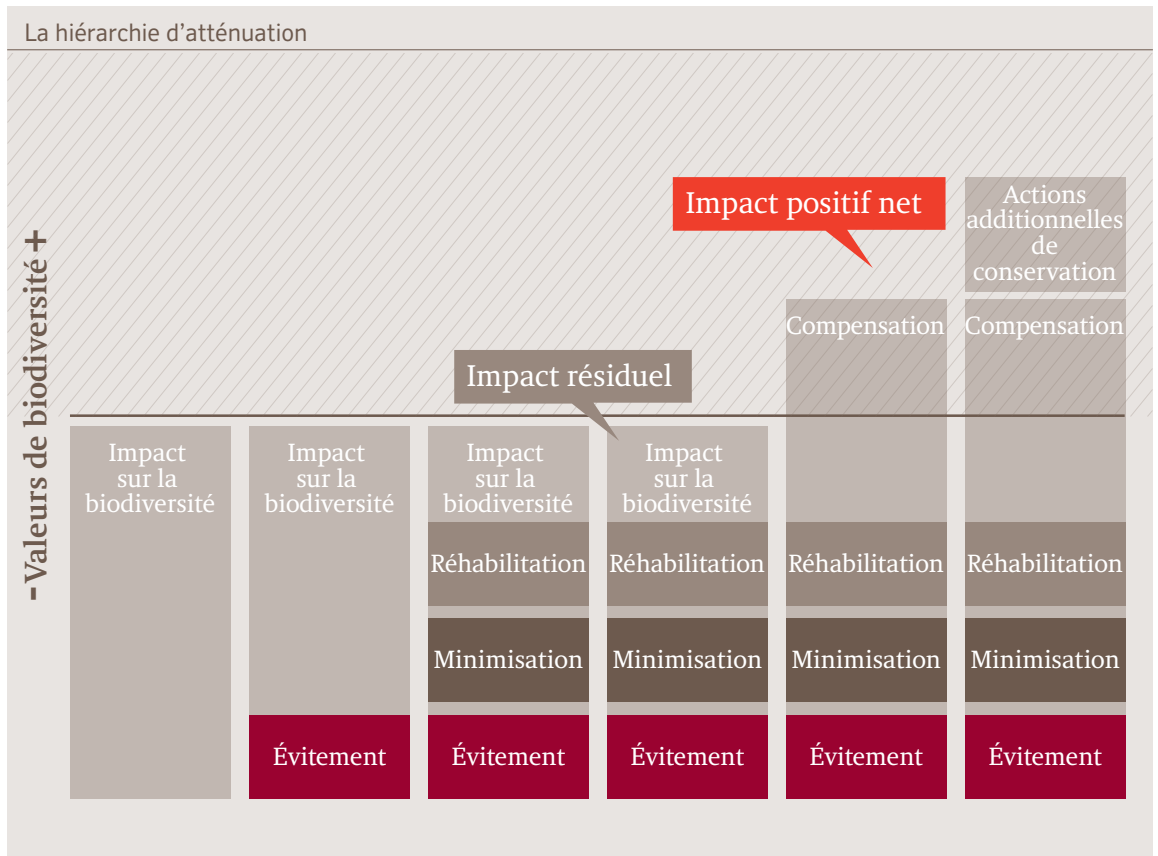 La hiérarchie d'atténuation
- Valeurs de biodiversité +
Impact positif net
Impact résiduel
Impact
sur la
biodiversité
Impact
sur la
biodiversité
Évitement
Impact
sur la
biodiversité
Réhabilitation
Minimisation
Évitement
Impact
sur la
biodiversité
Réhabilitation
Minimisation
Évitement
Compensation
Réhabilitation
Minimisation
Évitement
Actions
additionnelles
de
conservation
Compensation
Réhabilitation
Minimisation
Évitement